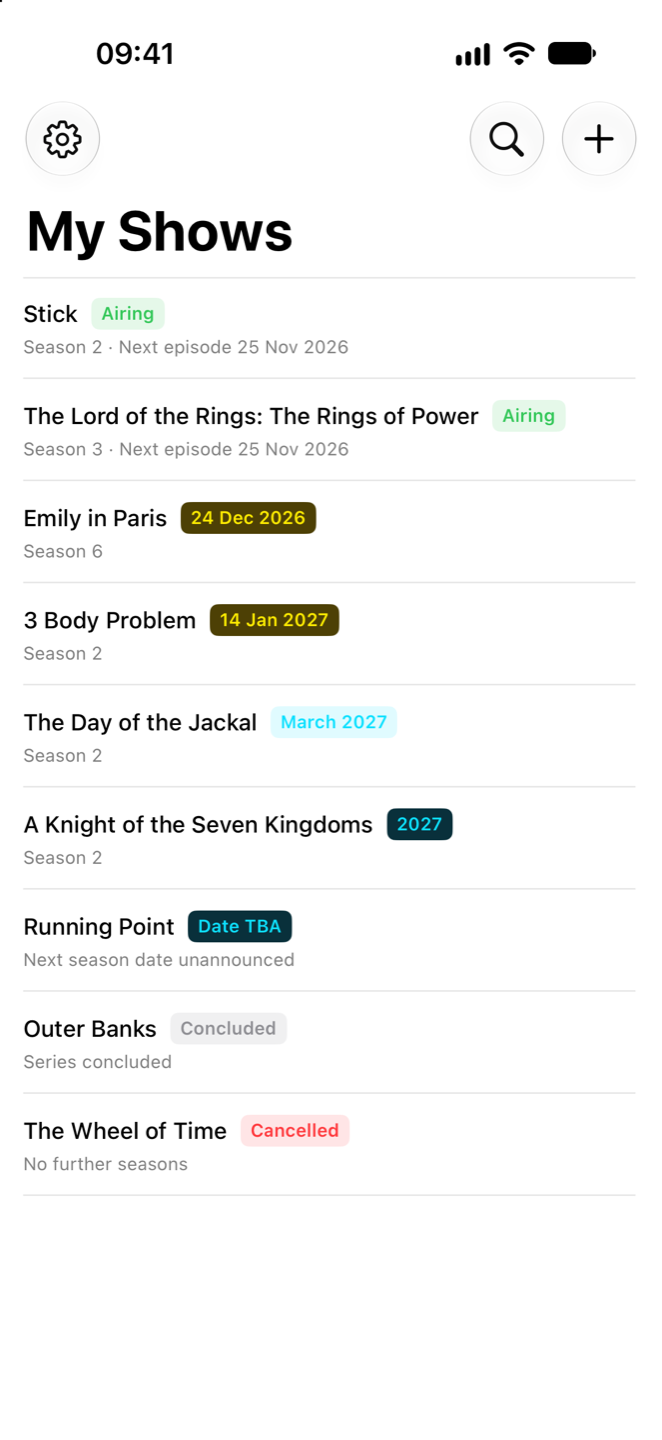 09:41
My Shows
Stick Airing
Season 2 · Next episode 25 Nov 2026
The Lord of the Rings: The Rings of Power Airing
Season 3 · Next episode 25 Nov 2026
Emily in Paris 24 Dec 2026
Season 6
3 Body Problem 14 Jan 2027
Season 2
The Day of the Jackal March 2027
Season 2
A Knight of the Seven Kingdoms 2027
Season 2
Running Point Date TBA
Next season date unannounced
Outer Banks Concluded
Series concluded
The Wheel of Time Cancelled
No further seasons